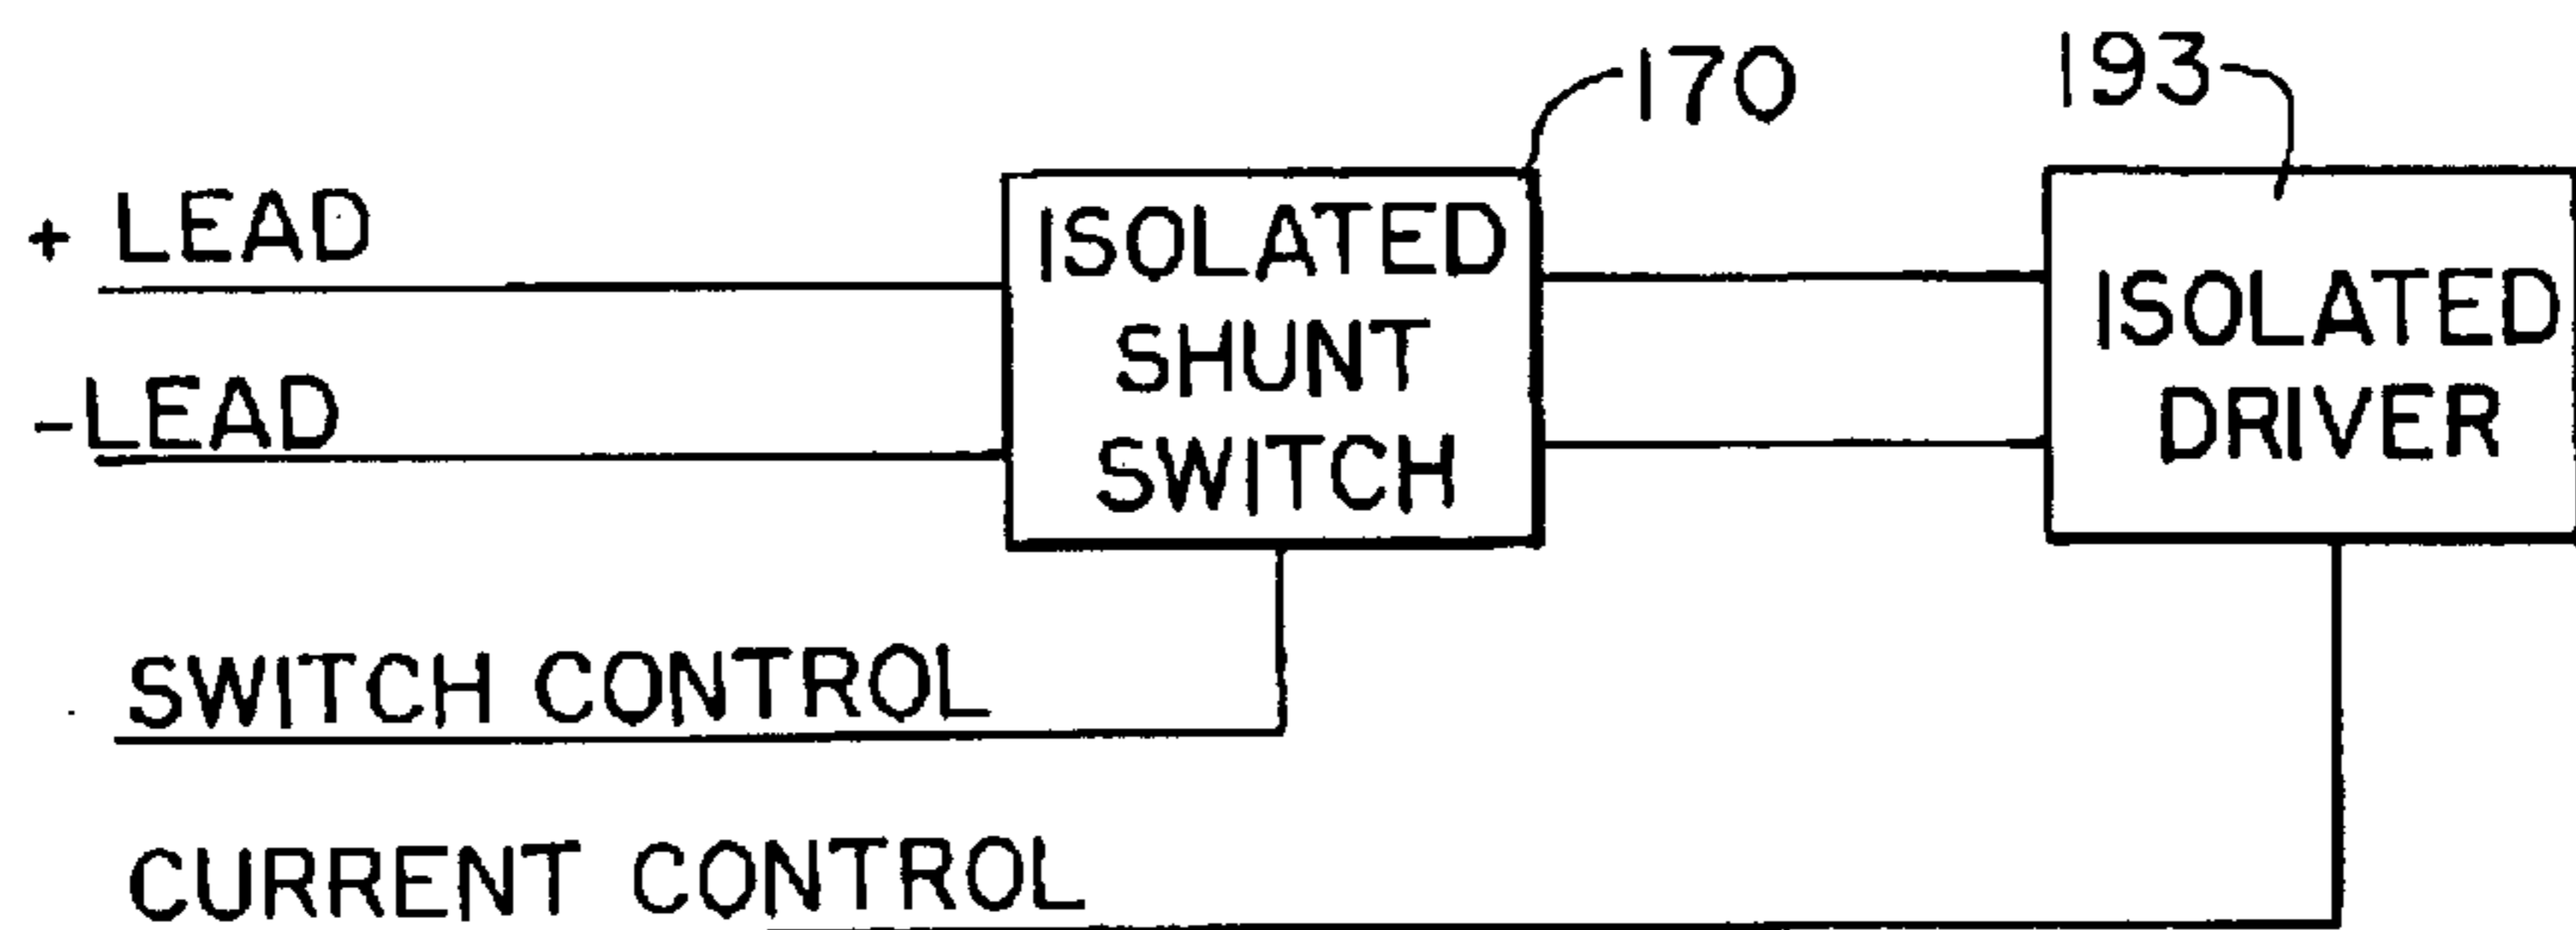 170
193
+ LEAD
ISOLATED
SHUNT
SWITCH
ISOLATED
DRIVER
-LEAD
SWITCH CONTROL
CURRENT CONTROL